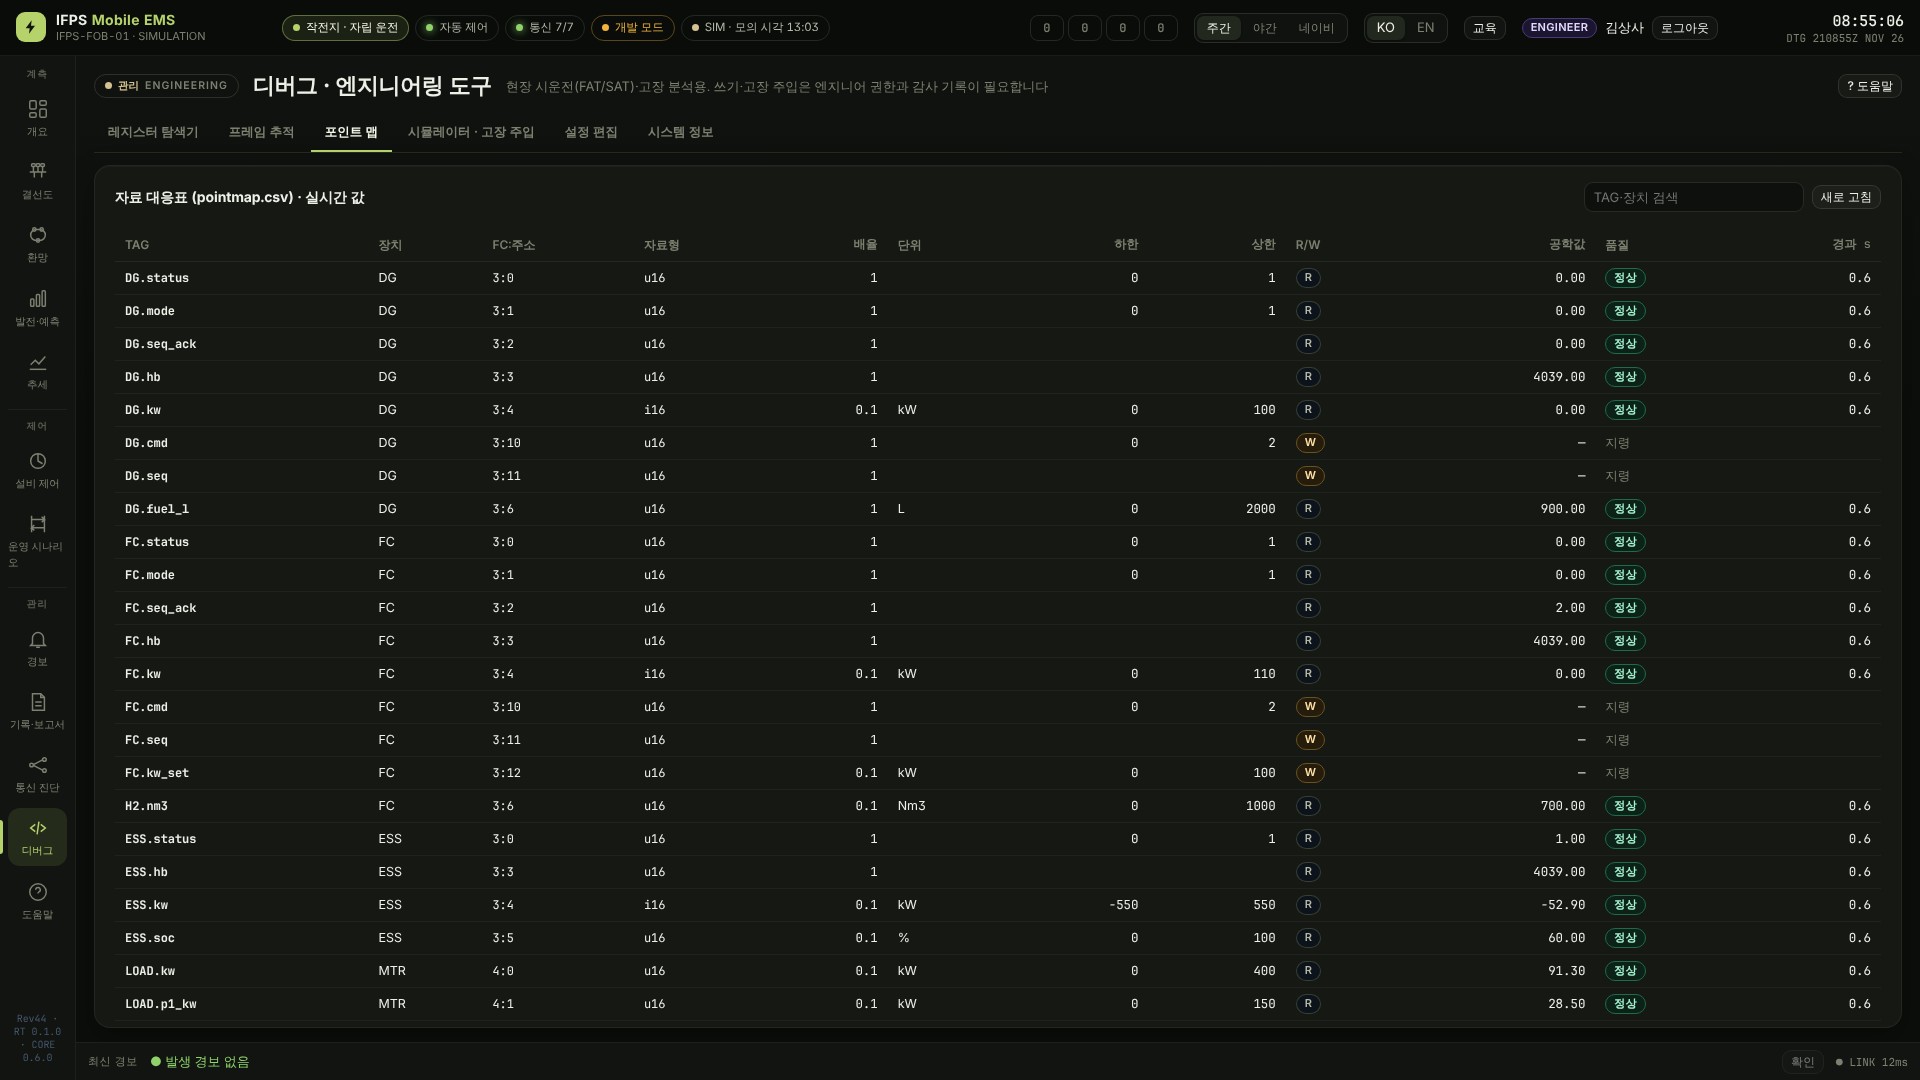 IFPS Mobile EMS
IFPS-FOB-01 · SIMULATION
작전지 · 자립 운전
자동 제어
통신 7/7
개발 모드
SIM · 모의 시각 13:03
0 0 0 0
주간 야간 네이비
KO EN
교육
ENGINEER 김상사 로그아웃
08:55:06
DTG 210855Z NOV 26
계측
개요
결선도
환망
발전·예측
추세
제어
설비 제어
운영 시나리
오
관리
경보
기록·보고서
통신 진단
디버그
도움말
Rev44 ·
RT 0.1.0
· CORE
0.6.0
관리 ENGINEERING
디버그 · 엔지니어링 도구
현장 시운전(FAT/SAT)·고장 분석용. 쓰기·고장 주입은 엔지니어 권한과 감사 기록이 필요합니다
? 도움말
레지스터 탐색기 프레임 추적 포인트 맵 시뮬레이터 · 고장 주입 설정 편집 시스템 정보
자료 대응표 (pointmap.csv) · 실시간 값
TAG·장치 검색
새로 고침
TAG 장치 FC:주소 자료형 배율 단위 하한 상한 R/W 공학값 품질 경과 s
DG.status DG 3:0 u16 1 0 1 R 0.00 정상 0.6
DG.mode DG 3:1 u16 1 0 1 R 0.00 정상 0.6
DG.seq_ack DG 3:2 u16 1 R 0.00 정상 0.6
DG.hb DG 3:3 u16 1 R 4039.00 정상 0.6
DG.kw DG 3:4 i16 0.1 kW 0 100 R 0.00 정상 0.6
DG.cmd DG 3:10 u16 1 0 2 W — 지령
DG.seq DG 3:11 u16 1 W — 지령
DG.fuel_l DG 3:6 u16 1 L 0 2000 R 900.00 정상 0.6
FC.status FC 3:0 u16 1 0 1 R 0.00 정상 0.6
FC.mode FC 3:1 u16 1 0 1 R 0.00 정상 0.6
FC.seq_ack FC 3:2 u16 1 R 2.00 정상 0.6
FC.hb FC 3:3 u16 1 R 4039.00 정상 0.6
FC.kw FC 3:4 i16 0.1 kW 0 110 R 0.00 정상 0.6
FC.cmd FC 3:10 u16 1 0 2 W — 지령
FC.seq FC 3:11 u16 1 W — 지령
FC.kw_set FC 3:12 u16 0.1 kW 0 100 W — 지령
H2.nm3 FC 3:6 u16 0.1 Nm3 0 1000 R 700.00 정상 0.6
ESS.status ESS 3:0 u16 1 0 1 R 1.00 정상 0.6
ESS.hb ESS 3:3 u16 1 R 4039.00 정상 0.6
ESS.kw ESS 3:4 i16 0.1 kW -550 550 R -52.90 정상 0.6
ESS.soc ESS 3:5 u16 0.1 % 0 100 R 60.00 정상 0.6
LOAD.kw MTR 4:0 u16 0.1 kW 0 400 R 91.30 정상 0.6
LOAD.p1_kw MTR 4:1 u16 0.1 kW 0 150 R 28.50 정상 0.6
최신 경보 발생 경보 없음
확인
LINK 12ms